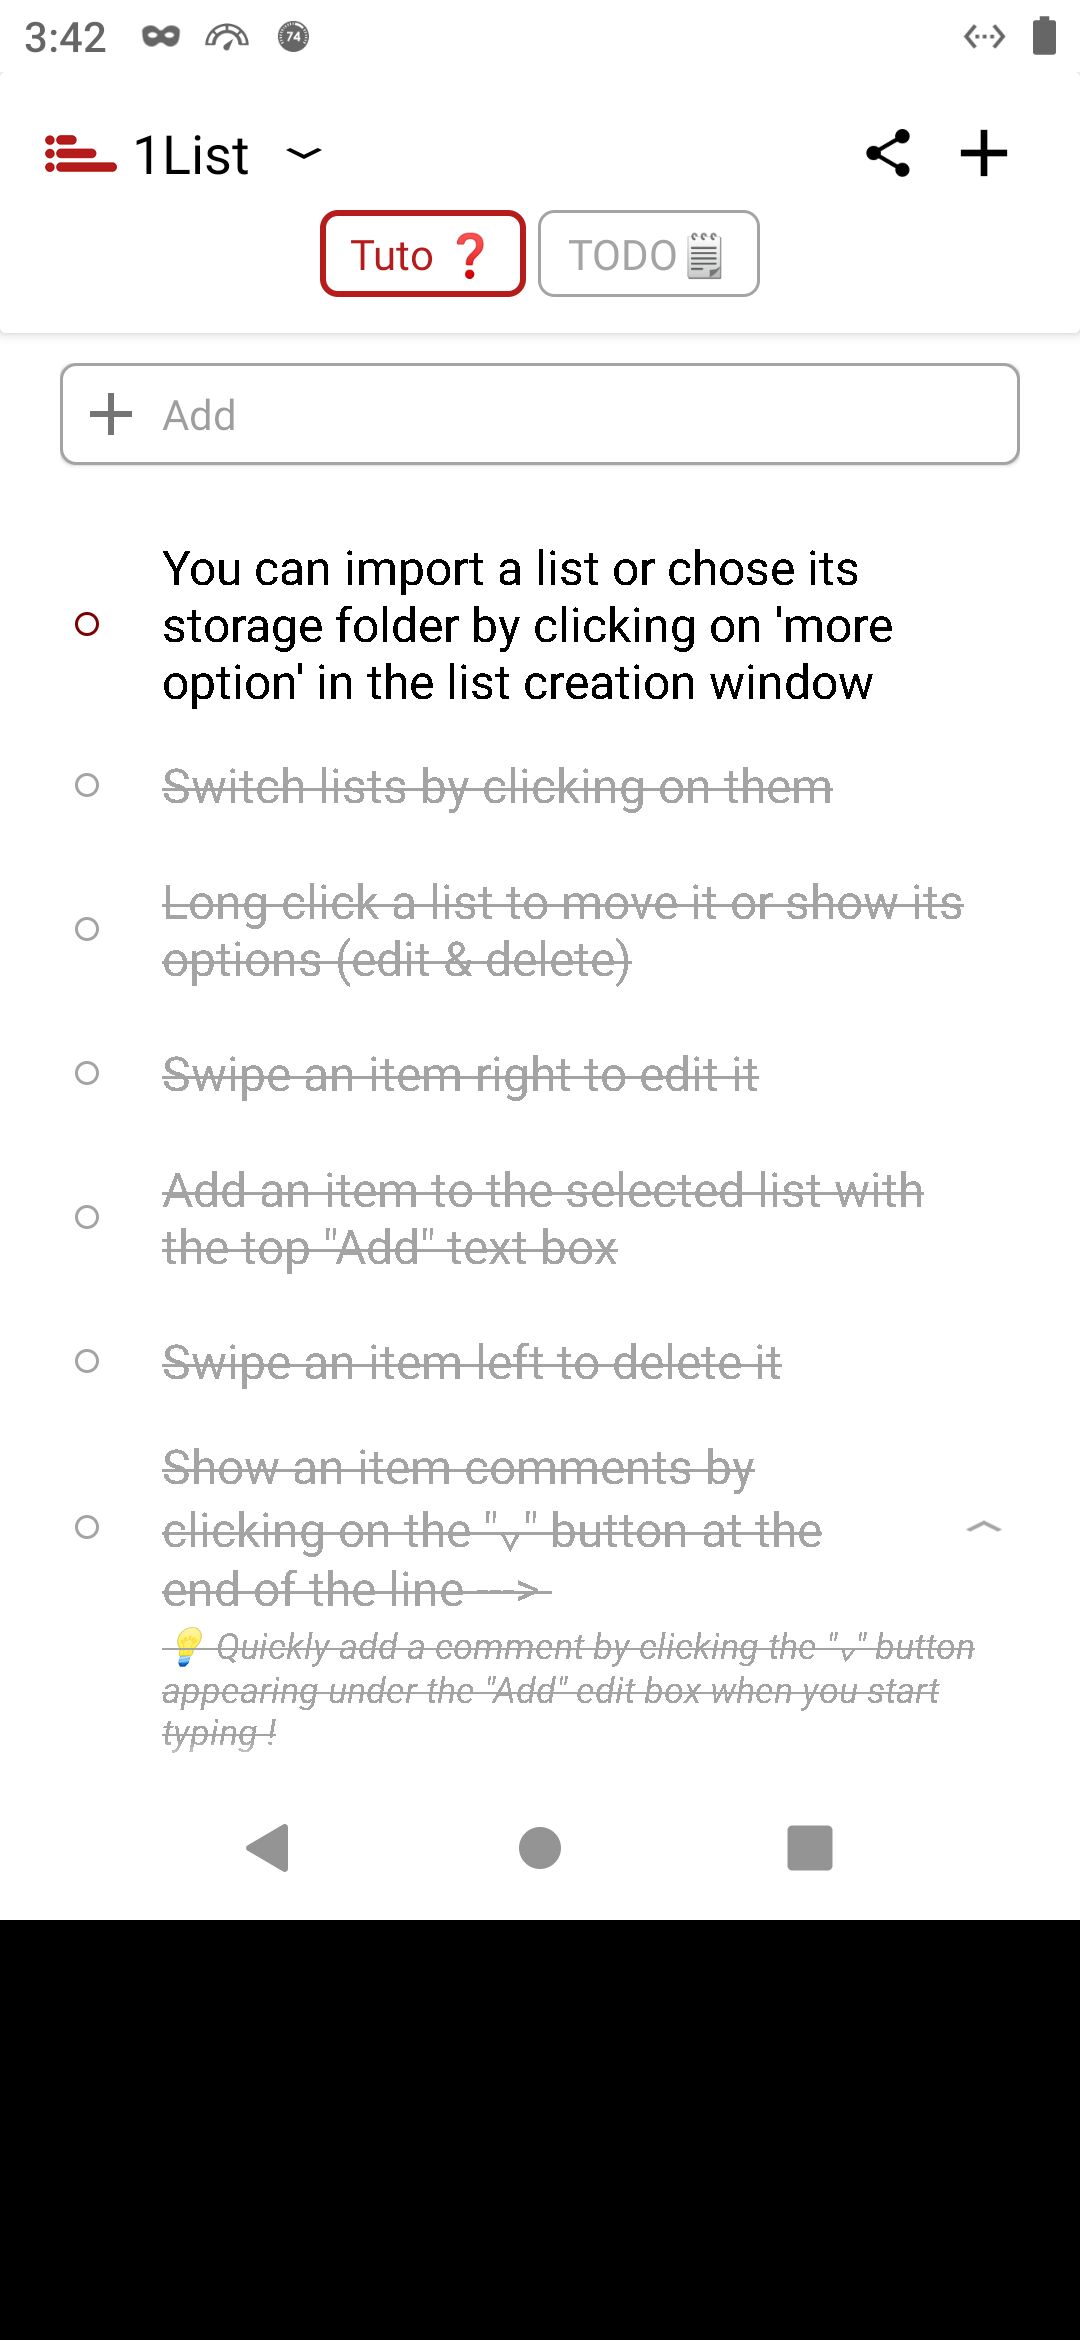 3:42
74
1List
Tuto ❓
TODO🗒
Add
You can import a list or chose its
storage folder by clicking on 'more
option' in the list creation window
Switch lists by clicking on them
Long click a list to move it or show its
options (edit & delete)
Swipe an item right to edit it
Add an item to the selected list with
the top "Add" text box
Swipe an item left to delete it
Show an item comments by
clicking on the "⌄" button at the
end of the line --->
💡 Quickly add a comment by clicking the "⌄" button
appearing under the "Add" edit box when you start
typing !